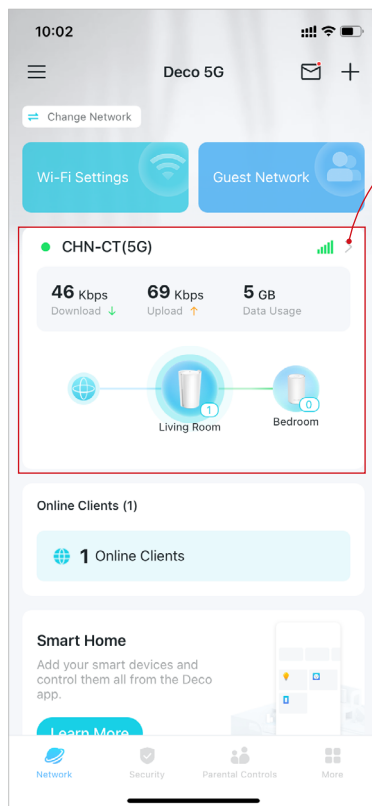 10:02
Deco 5G
Change Network
Wi-Fi Settings
Guest Network
CHN-CT(5G)
46 Kbps
Download ↓
69 Kbps
Upload ↑
5 GB
Data Usage
1
Living Room
0
Bedroom
Online Clients (1)
1 Online Clients
Smart Home
Add your smart devices and
control them all from the Deco
app.
Learn More
Network
Security
Parental Controls
More